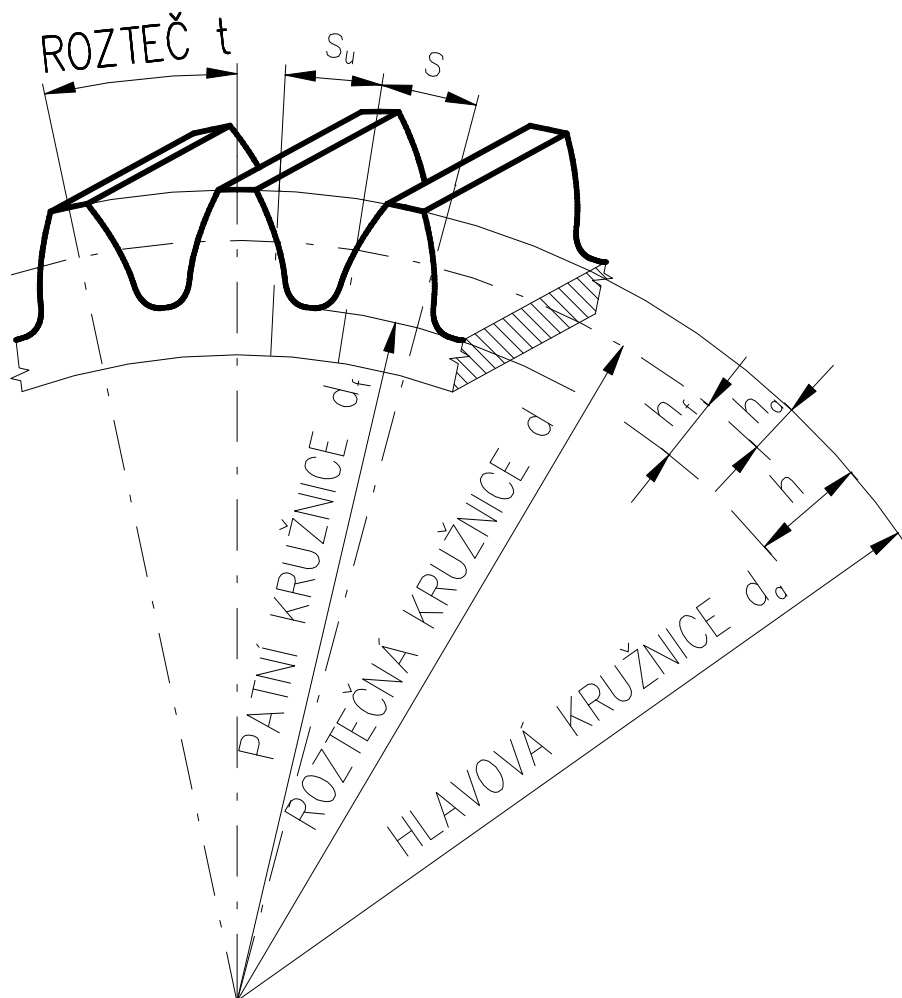 ROZTEČ t
Su
S
PATNÍ KRUŽNICE df
ROZTEČNÁ KRUŽNICE d
HLAVOVÁ KRUŽNICE da
hf
ha
h